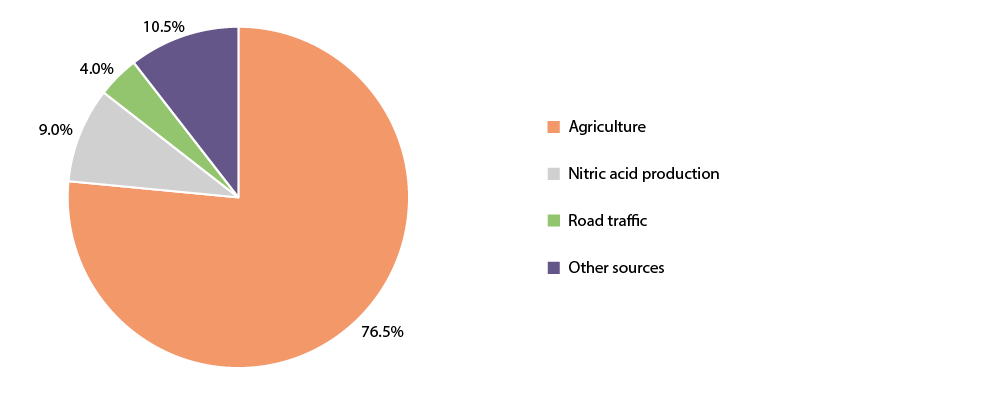 10.5%
4.0%
9.0%
76.5%
Agriculture
Nitric acid production
Road traffic
Other sources